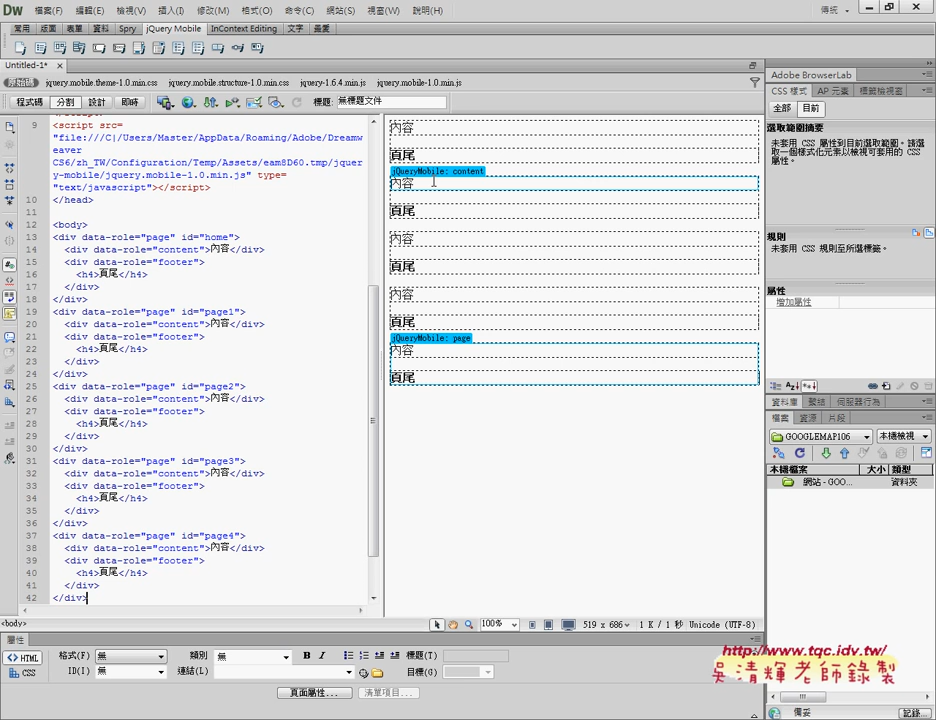 Dw 檔案(F) 編輯(E) 檢視(V) 插入(I) 修改(M) 格式(O) 命令(C) 網站(S) 視窗(W) 說明(H) 傳統
常用 版面 表單 資料 Spry jQuery Mobile InContext Editing 文字 最愛
Untitled-1*
原始碼 jquery.mobile.theme-1.0.min.css jquery.mobile.structure-1.0.min.css jquery-1.6.4.min.js jquery.mobile-1.0.min.js
程式碼 分割 設計 即時 標題: 無標題文件
9 <script src=
"file:///C|/Users/Master/AppData/Roaming/Adobe/Dreamw
eaver
CS6/zh_TW/Configuration/Temp/Assets/eam8D60.tmp/jquer
y-mobile/jquery.mobile-1.0.min.js" type=
"text/javascript"></script>
10 </head>
11
12 <body>
13 <div data-role="page" id="home">
14 <div data-role="content">內容</div>
15 <div data-role="footer">
16 <h4>頁尾</h4>
17 </div>
18 </div>
19 <div data-role="page" id="page1">
20 <div data-role="content">內容</div>
21 <div data-role="footer">
22 <h4>頁尾</h4>
23 </div>
24 </div>
25 <div data-role="page" id="page2">
26 <div data-role="content">內容</div>
27 <div data-role="footer">
28 <h4>頁尾</h4>
29 </div>
30 </div>
31 <div data-role="page" id="page3">
32 <div data-role="content">內容</div>
33 <div data-role="footer">
34 <h4>頁尾</h4>
35 </div>
36 </div>
37 <div data-role="page" id="page4">
38 <div data-role="content">內容</div>
39 <div data-role="footer">
40 <h4>頁尾</h4>
41 </div>
42 </div>
內容
頁尾
jQueryMobile: content
內容
頁尾
內容
頁尾
內容
頁尾
jQueryMobile: page
內容
頁尾
Adobe BrowserLab
CSS 樣式 AP 元素 標籤檢視窗
全部 目前
選取範圍摘要
未套用 CSS 屬性到目前選取範圍。請選
取一個樣式化元素以檢視可套用的 CSS
屬性。
規則
未套用 CSS 規則至所選標籤。
屬性
增加屬性
資料庫 繫結 伺服器行為
檔案 資源 片段
GOOGLEMAP106 本機檢視
本機檔案 大小 類型
網站 - GOO... 資料夾
<body> 100% 519 x 686 1 K / 1 秒 Unicode (UTF-8)
屬性
HTML 格式(F) 無 類別 無 B I 標題(T)
CSS ID(I) 無 連結(L) 目標(G)
頁面屬性... 清單項目...
http://www.tqc.idv.tw/
吳清輝老師錄製
備妥 記錄...